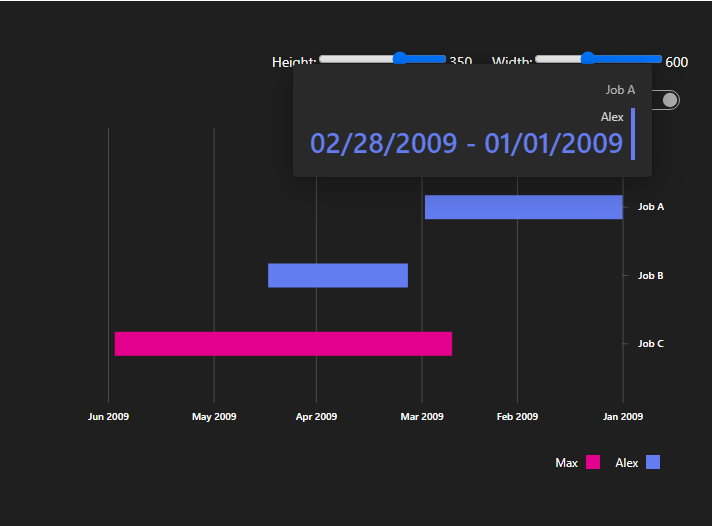 Height: 350 Width: 600
Job A
Alex
02/28/2009 - 01/01/2009
Job A
Job B
Job C
Jun 2009 May 2009 Apr 2009 Mar 2009 Feb 2009 Jan 2009
Max Alex